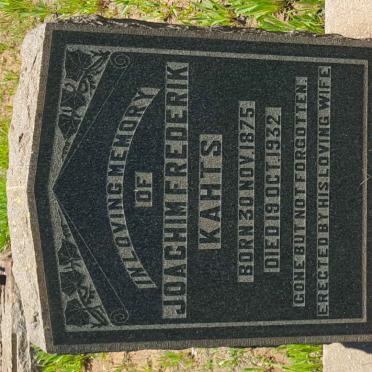 IN LOVING MEMORY
OF
JOACHIM FREDERIK
KAHTS
BORN 30 NOV. 1875
DIED 19 OCT. 1932
GONE BUT NOT FORGOTTEN.
ERECTED BY HIS LOVING WIFE